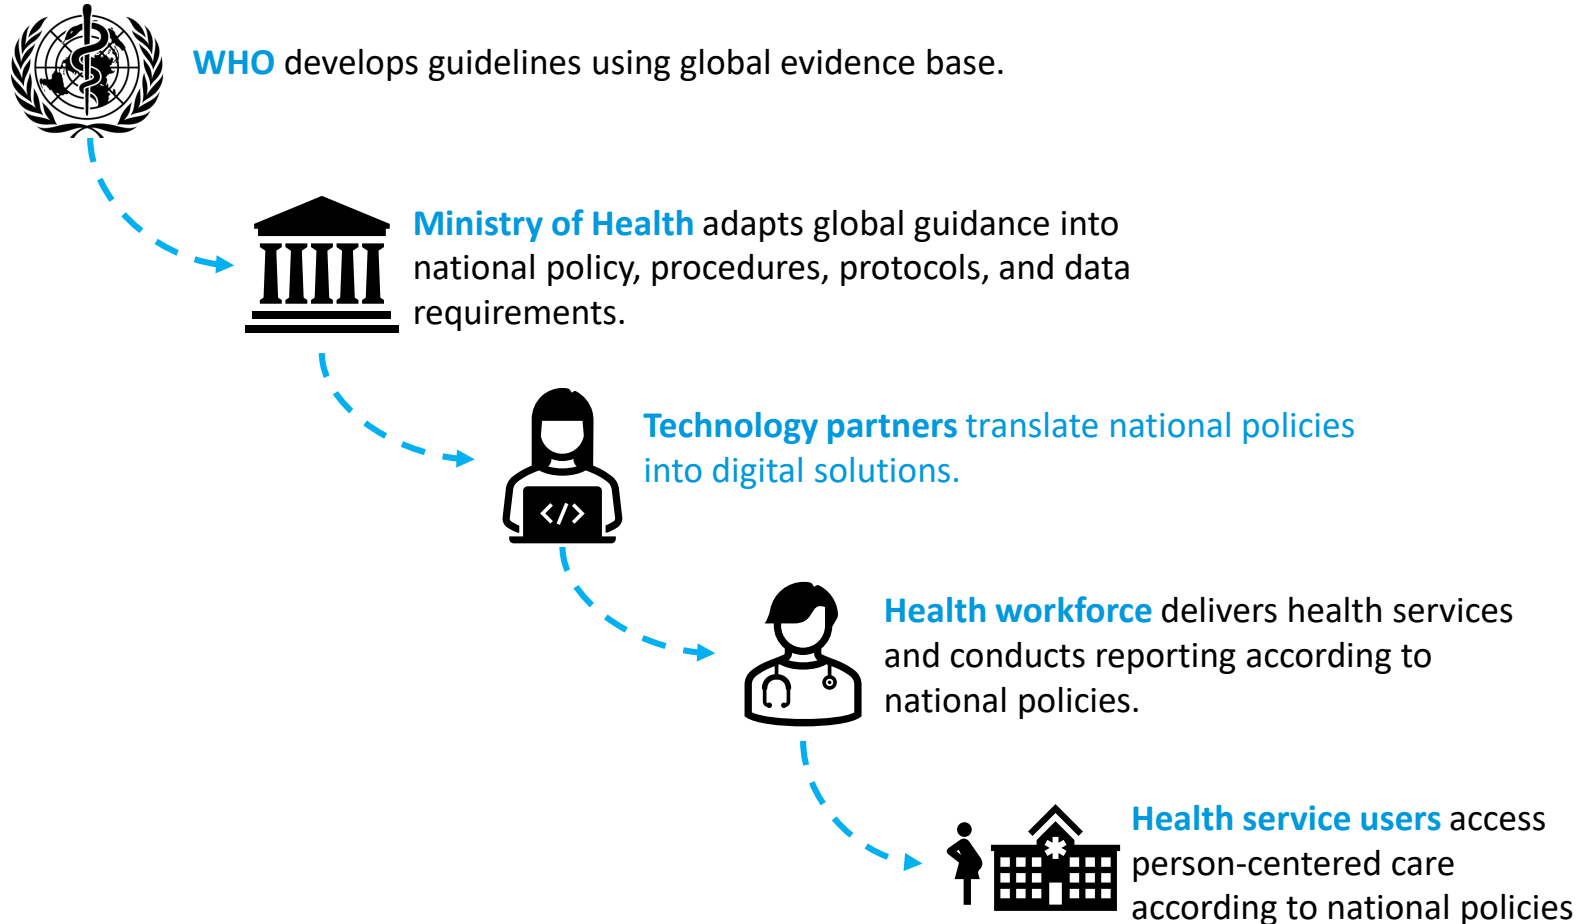 WHO develops guidelines using global evidence base.
Ministry of Health adapts global guidance into
national policy, procedures, protocols, and data
requirements.
Technology partners translate national policies
into digital solutions.
</>
Health workforce delivers health services
and conducts reporting according to
national policies.
Health service users access
person-centered care
according to national policies